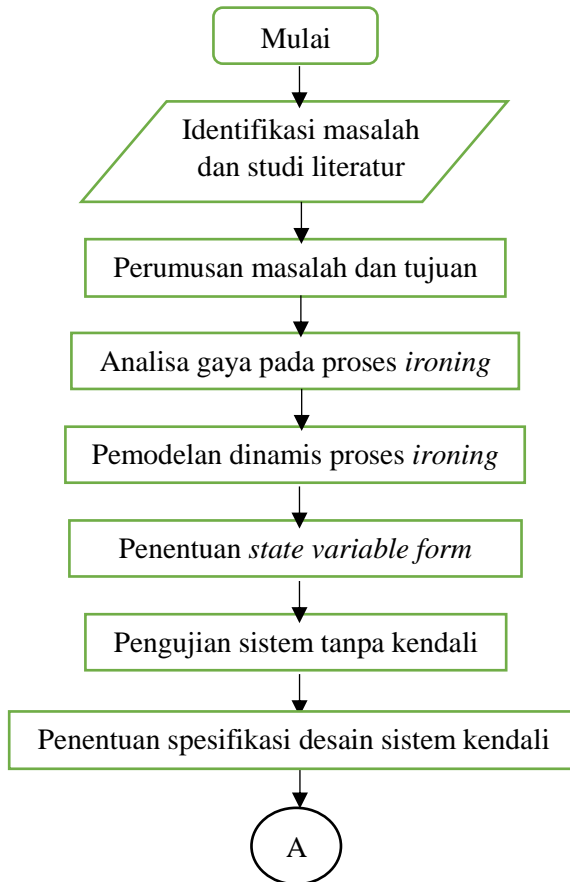 Mulai
Identifikasi masalah
dan studi literatur
Perumusan masalah dan tujuan
Analisa gaya pada proses ironing
Pemodelan dinamis proses ironing
Penentuan state variable form
Pengujian sistem tanpa kendali
Penentuan spesifikasi desain sistem kendali
A